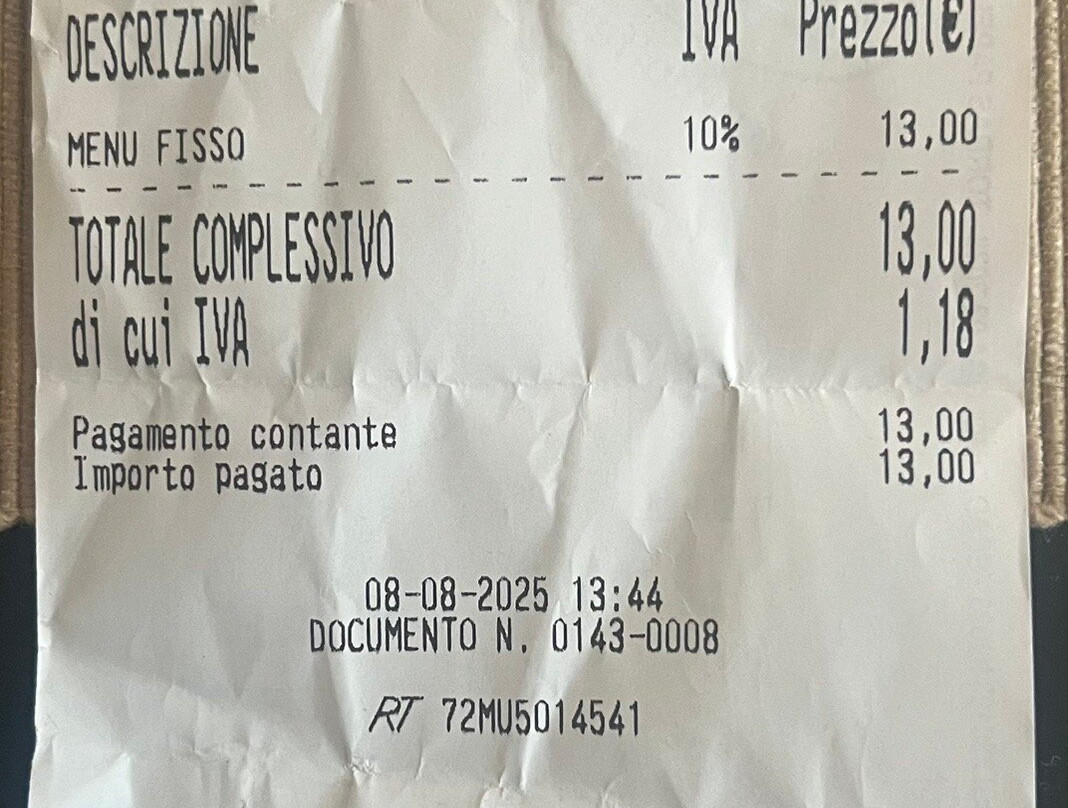 DESCRIZIONE IVA Prezzo(€)
MENU FISSO 10% 13,00
TOTALE COMPLESSIVO 13,00
di cui IVA 1,18
Pagamento contante 13,00
Importo pagato 13,00
08-08-2025 13:44
DOCUMENTO N. 0143-0008
RT 72MU5014541